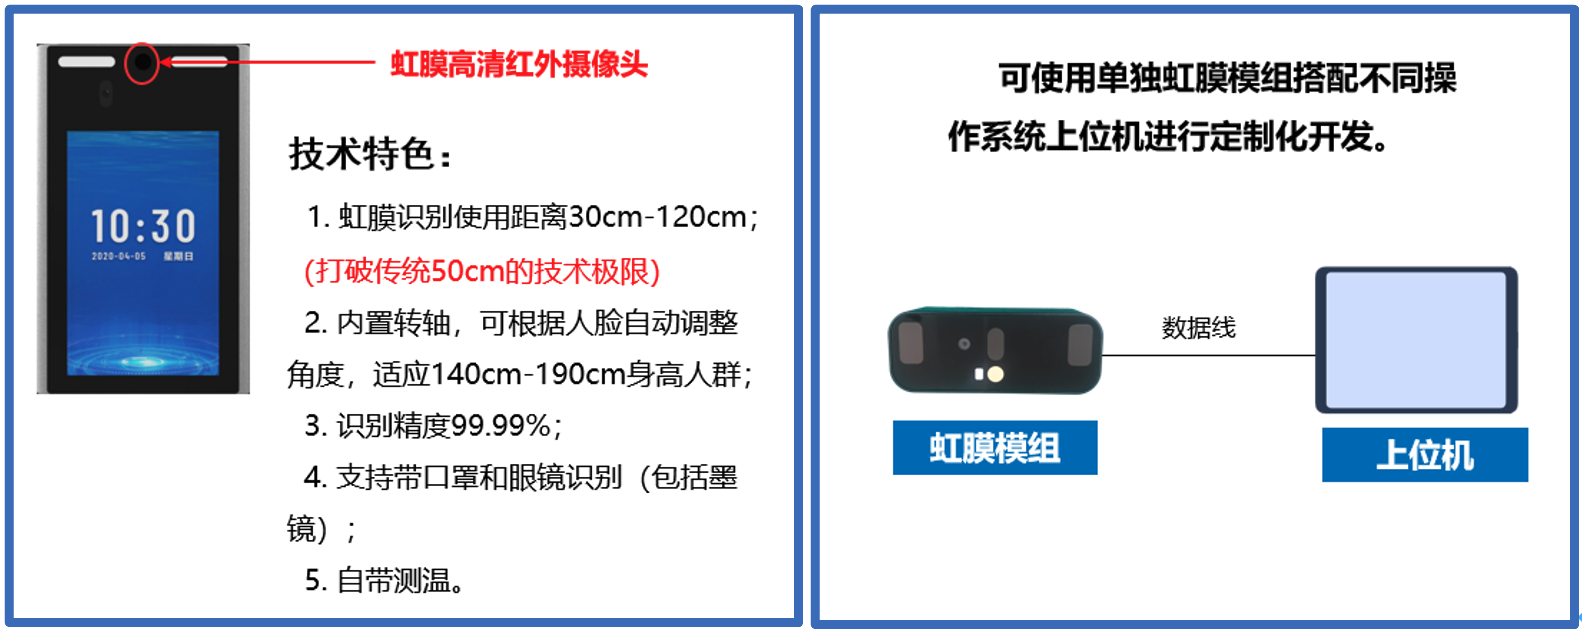 虹膜高清红外摄像头
10:30
2020-04-05 星期日
技术特色：
1. 虹膜识别使用距离30cm-120cm；
(打破传统50cm的技术极限)
2. 内置转轴，可根据人脸自动调整
角度，适应140cm-190cm身高人群；
3. 识别精度99.99%；
4. 支持带口罩和眼镜识别（包括墨
镜）；
5. 自带测温。
可使用单独虹膜模组搭配不同操
作系统上位机进行定制化开发。
数据线
虹膜模组
上位机